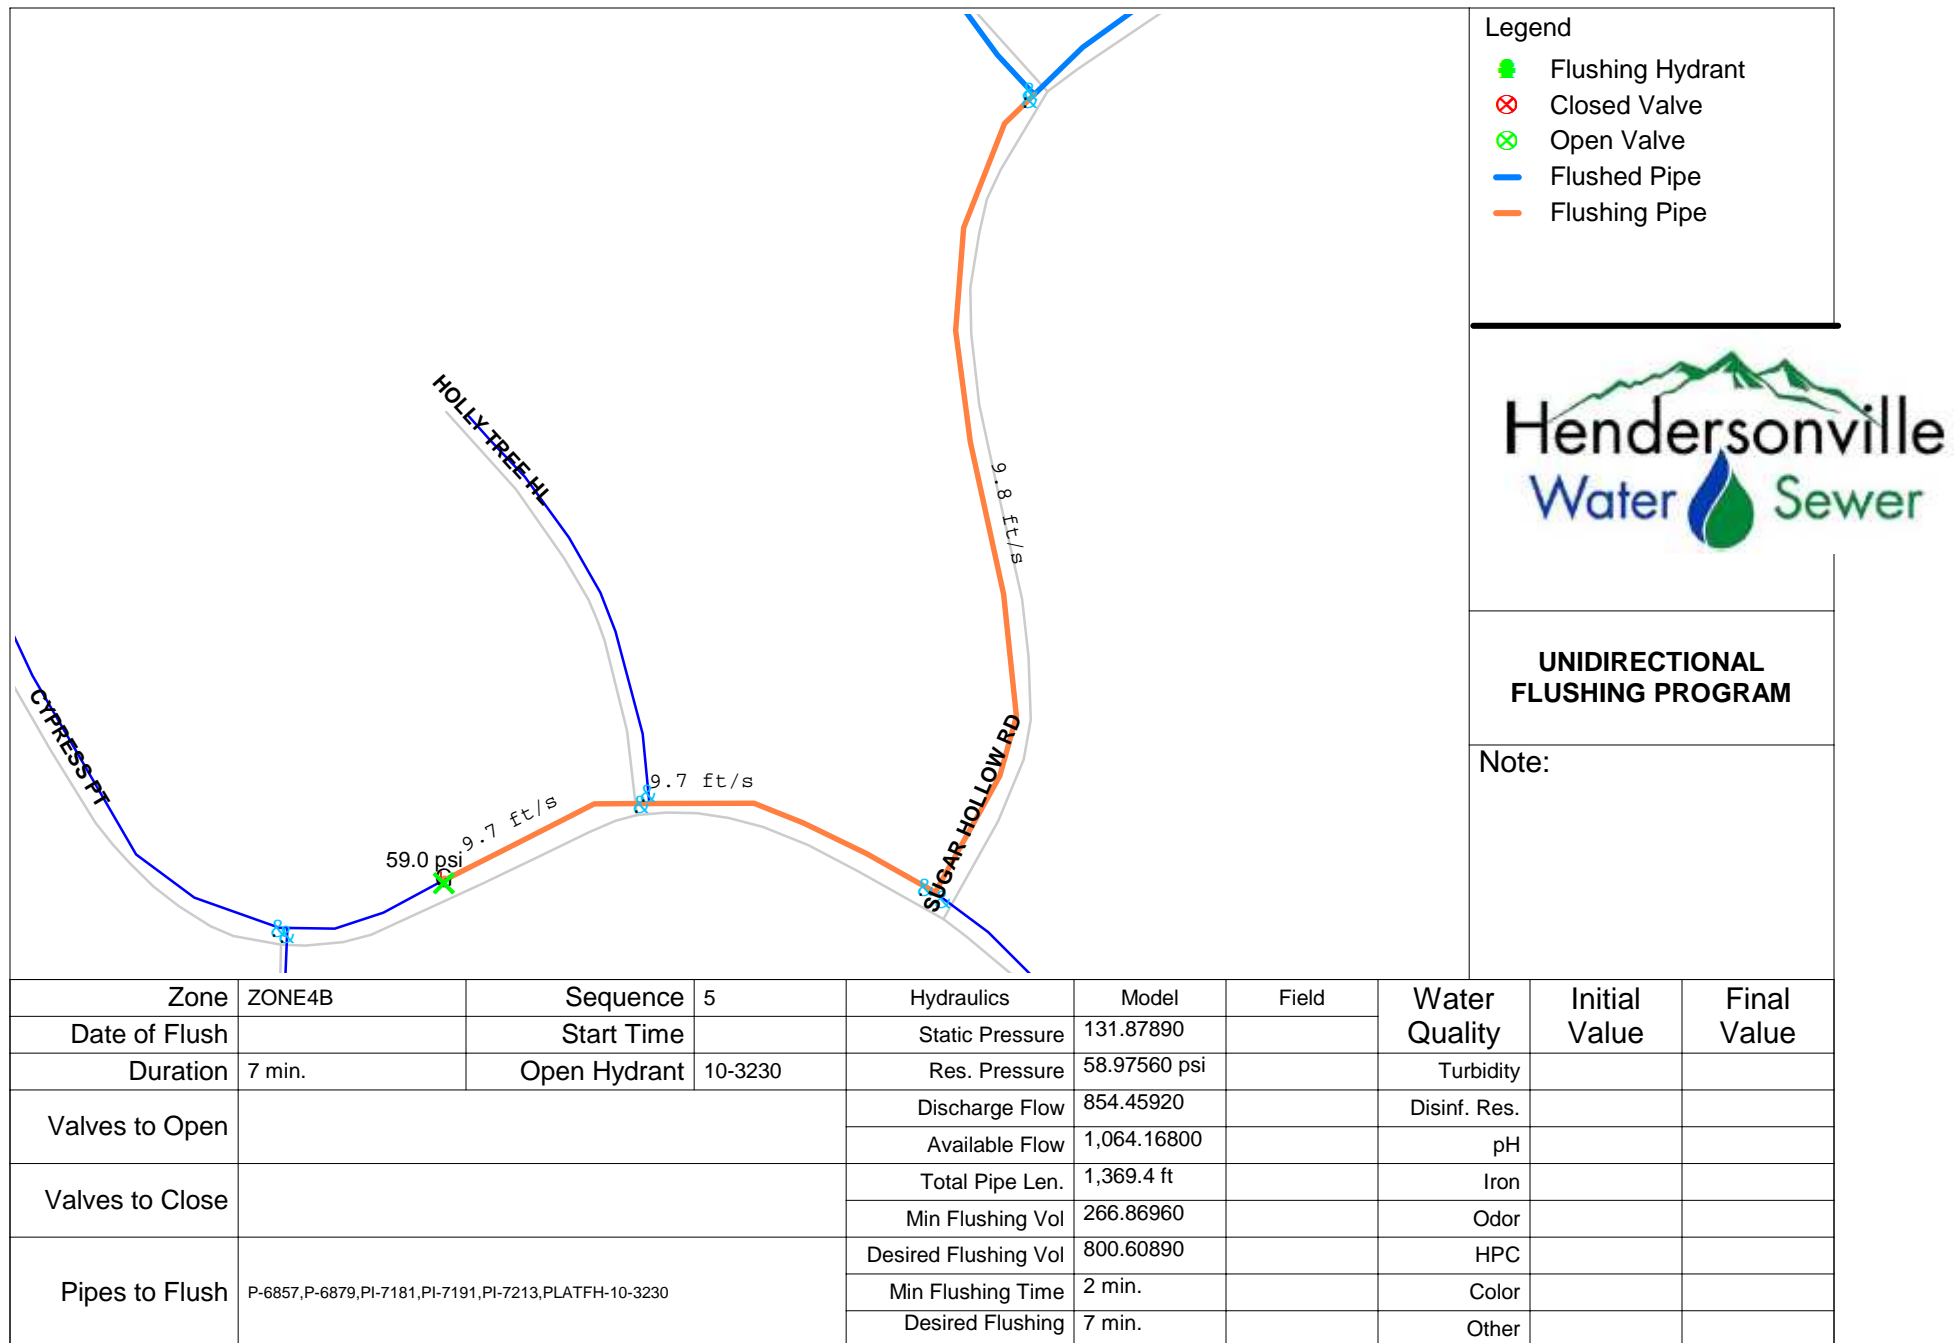 Legend
Flushing Hydrant
Closed Valve
Open Valve
Flushed Pipe
Flushing Pipe
Hendersonville
Water Sewer
UNIDIRECTIONAL
FLUSHING PROGRAM
Note:
HOLLY TREE HL
CYPRESS PT
SUGAR HOLLOW RD
9.8 ft/s
9.7 ft/s
9.7 ft/s
59.0 psi
Zone ZONE4B Sequence 5 Hydraulics Model Field Water Quality Initial Value Final Value
Date of Flush Start Time Static Pressure 131.87890
Duration 7 min. Open Hydrant 10-3230 Res. Pressure 58.97560 psi Turbidity
Valves to Open Discharge Flow 854.45920 Disinf. Res.
Available Flow 1,064.16800 pH
Valves to Close Total Pipe Len. 1,369.4 ft Iron
Min Flushing Vol 266.86960 Odor
Pipes to Flush P-6857,P-6879,PI-7181,PI-7191,PI-7213,PLATFH-10-3230 Desired Flushing Vol 800.60890 HPC
Min Flushing Time 2 min. Color
Desired Flushing 7 min. Other